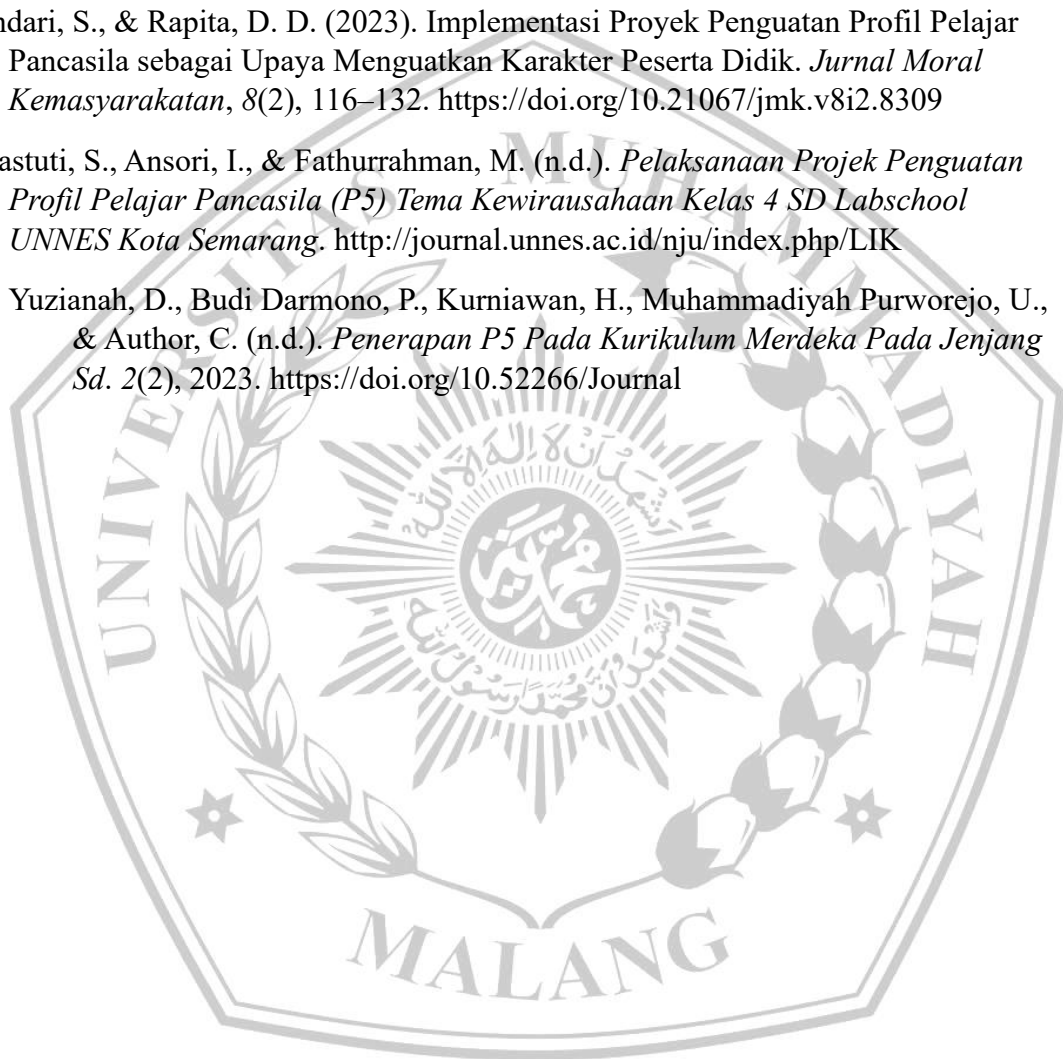 ndari, S., & Rapita, D. D. (2023). Implementasi Proyek Penguatan Profil Pelajar
Pancasila sebagai Upaya Menguatkan Karakter Peserta Didik. Jurnal Moral
Kemasyarakatan, 8(2), 116–132. https://doi.org/10.21067/jmk.v8i2.8309
astuti, S., Ansori, I., & Fathurrahman, M. (n.d.). Pelaksanaan Projek Penguatan
Profil Pelajar Pancasila (P5) Tema Kewirausahaan Kelas 4 SD Labschool
UNNES Kota Semarang. http://journal.unnes.ac.id/nju/index.php/LIK
Yuzianah, D., Budi Darmono, P., Kurniawan, H., Muhammadiyah Purworejo, U.,
& Author, C. (n.d.). Penerapan P5 Pada Kurikulum Merdeka Pada Jenjang
Sd. 2(2), 2023. https://doi.org/10.52266/Journal
UNIVERSITAS MUHAMMADIYAH
MALANG